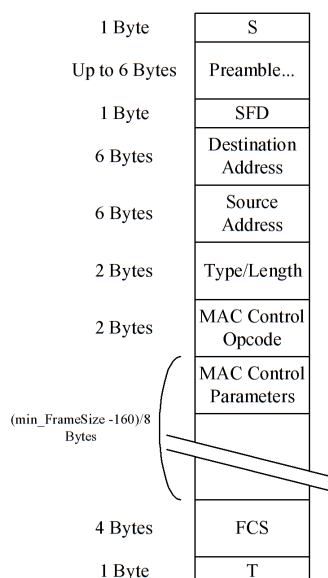 1 Byte S
Up to 6 Bytes Preamble...
1 Byte SFD
6 Bytes Destination
Address
6 Bytes Source
Address
2 Bytes Type/Length
2 Bytes MAC Control
Opcode
MAC Control
Parameters
(min_FrameSize -160)/8
Bytes
4 Bytes FCS
1 Byte T